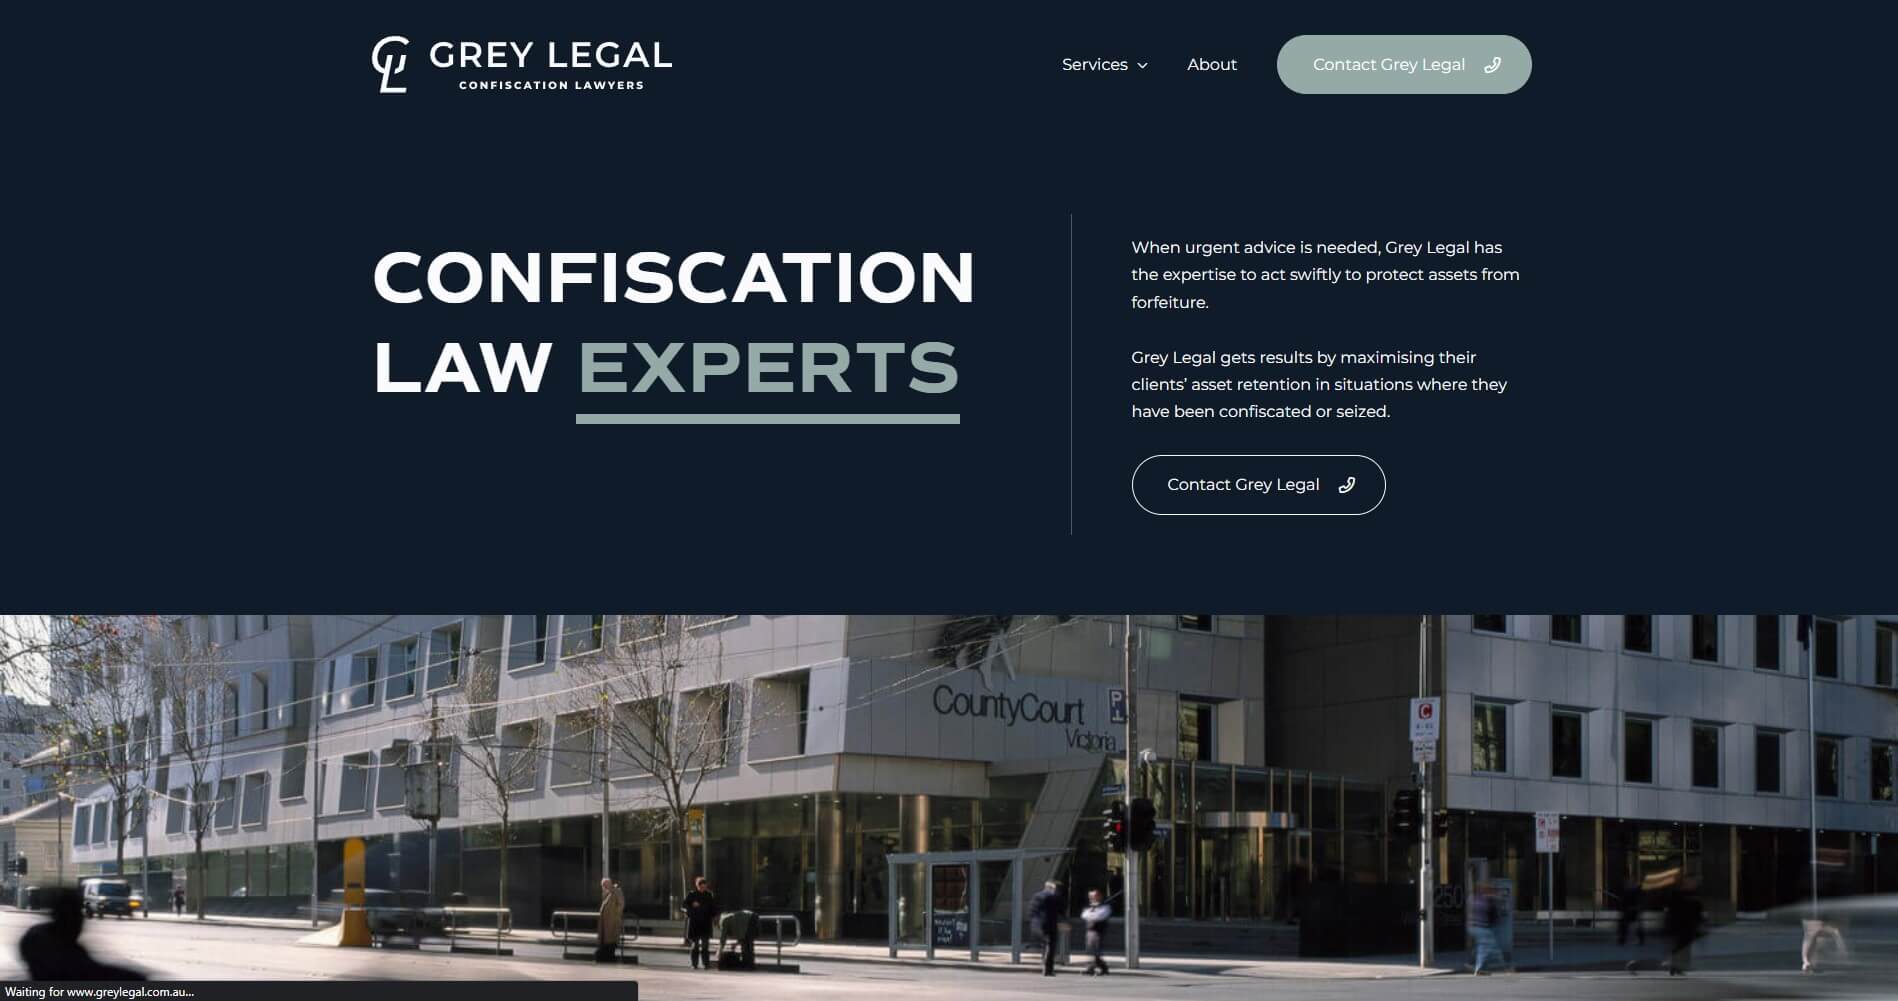 GREY LEGAL
CONFISCATION LAWYERS
Services
About
Contact Grey Legal
CONFISCATION
LAW EXPERTS
When urgent advice is needed, Grey Legal has
the expertise to act swiftly to protect assets from
forfeiture.
Grey Legal gets results by maximising their
clients’ asset retention in situations where they
have been confiscated or seized.
Contact Grey Legal
CountyCourt
Victoria
P
C
250
Waiting for www.greylegal.com.au...